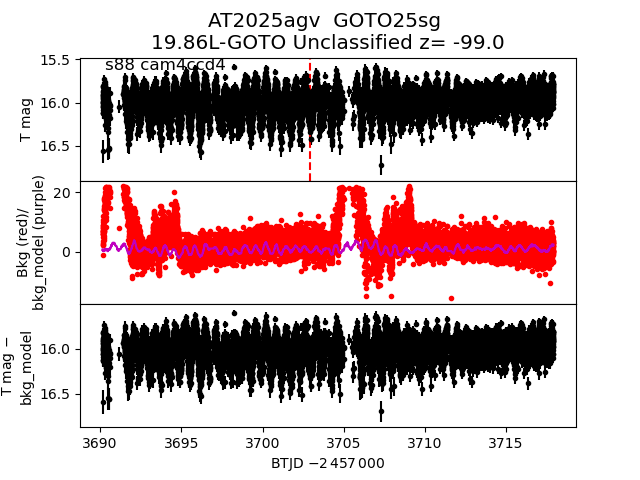 AT2025agv GOTO25sg
19.86L-GOTO Unclassified z= -99.0
s88 cam4ccd4
15.5
16.0
16.5
T mag
20
0
Bkg (red)/
bkg_model (purple)
16.0
16.5
T mag −
bkg_model
3690 3695 3700 3705 3710 3715
BTJD −2 457 000